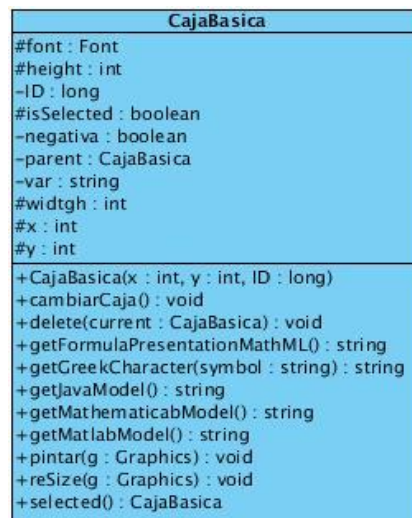 CajaBasica
#font : Font
#height : int
-ID : long
#isSelected : boolean
-negativa : boolean
-parent : CajaBasica
-var : string
#widtgh : int
#x : int
#y : int
+CajaBasica(x : int, y : int, ID : long)
+cambiarCaja() : void
+delete(current : CajaBasica) : void
+getFormulaPresentationMathML() : string
+getGreekCharacter(symbol : string) : string
+getJavaModel() : string
+getMathematicabModel() : string
+getMatlabModel() : string
+pintar(g : Graphics) : void
+reSize(g : Graphics) : void
+selected() : CajaBasica